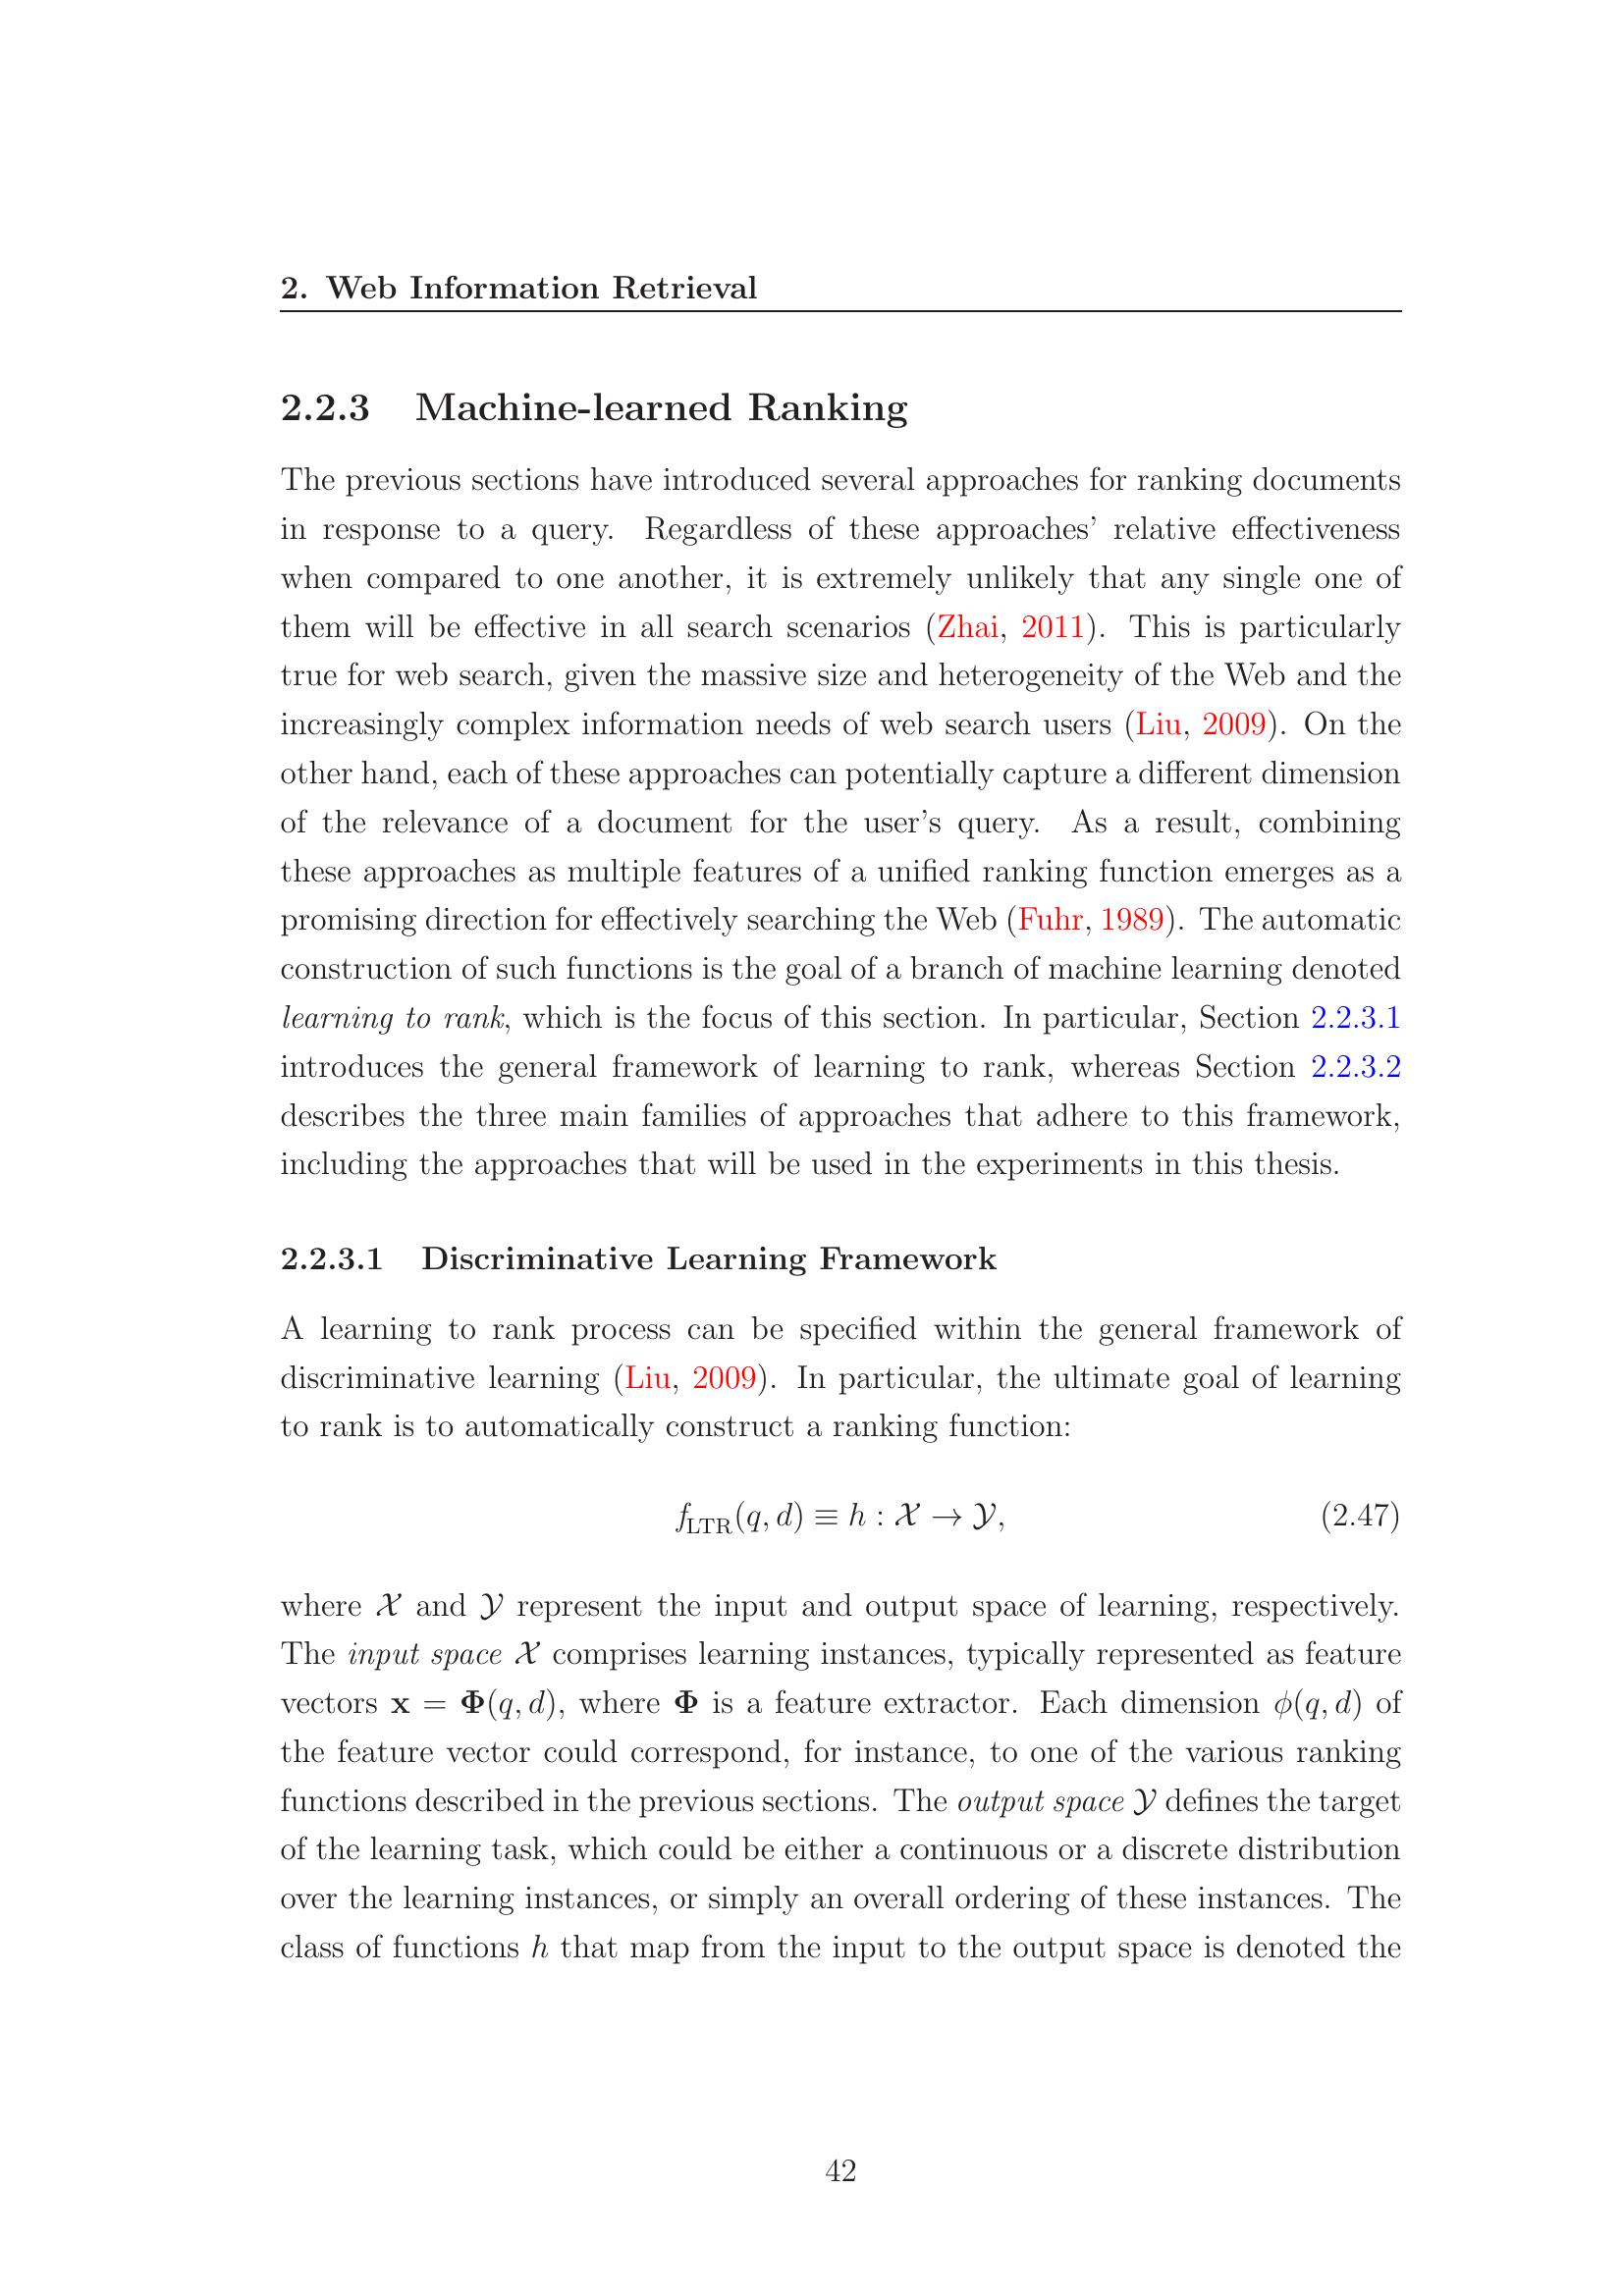 2. Web Information Retrieval
2.2.3 Machine-learned Ranking
The previous sections have introduced several approaches for ranking documents
in response to a query. Regardless of these approaches’ relative effectiveness
when compared to one another, it is extremely unlikely that any single one of
them will be effective in all search scenarios (Zhai, 2011). This is particularly
true for web search, given the massive size and heterogeneity of the Web and the
increasingly complex information needs of web search users (Liu, 2009). On the
other hand, each of these approaches can potentially capture a different dimension
of the relevance of a document for the user’s query. As a result, combining
these approaches as multiple features of a unified ranking function emerges as a
promising direction for effectively searching the Web (Fuhr, 1989). The automatic
construction of such functions is the goal of a branch of machine learning denoted
learning to rank, which is the focus of this section. In particular, Section 2.2.3.1
introduces the general framework of learning to rank, whereas Section 2.2.3.2
describes the three main families of approaches that adhere to this framework,
including the approaches that will be used in the experiments in this thesis.
2.2.3.1 Discriminative Learning Framework
A learning to rank process can be specified within the general framework of
discriminative learning (Liu, 2009). In particular, the ultimate goal of learning
to rank is to automatically construct a ranking function:
f_LTR(q, d) ≡ h : 𝒳 → 𝒴, (2.47)
where 𝒳 and 𝒴 represent the input and output space of learning, respectively.
The input space 𝒳 comprises learning instances, typically represented as feature
vectors x = Φ(q, d), where Φ is a feature extractor. Each dimension ϕ(q, d) of
the feature vector could correspond, for instance, to one of the various ranking
functions described in the previous sections. The output space 𝒴 defines the target
of the learning task, which could be either a continuous or a discrete distribution
over the learning instances, or simply an overall ordering of these instances. The
class of functions h that map from the input to the output space is denoted the
42